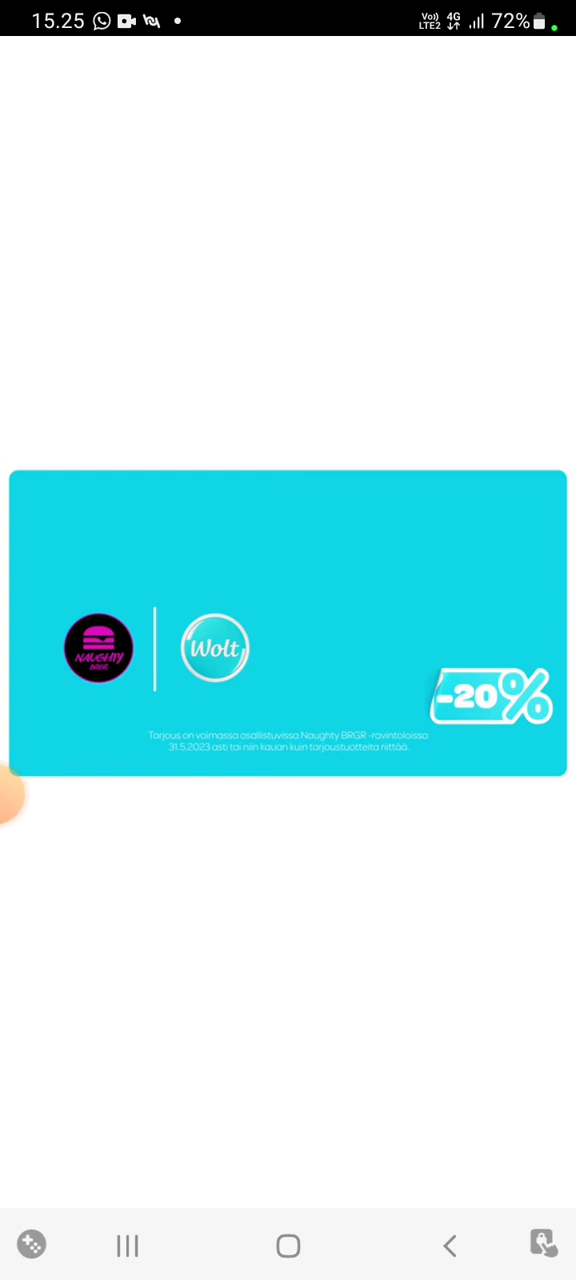 15.25
Vo)) 4G 72%
LTE2
NAUGHTY
BRGR
Wolt
-20%
Tarjous on voimassa osallistuvissa Naughty BRGR -ravintoloissa
31.5.2023 asti tai niin kauan kuin tarjoustuotteita riittää.